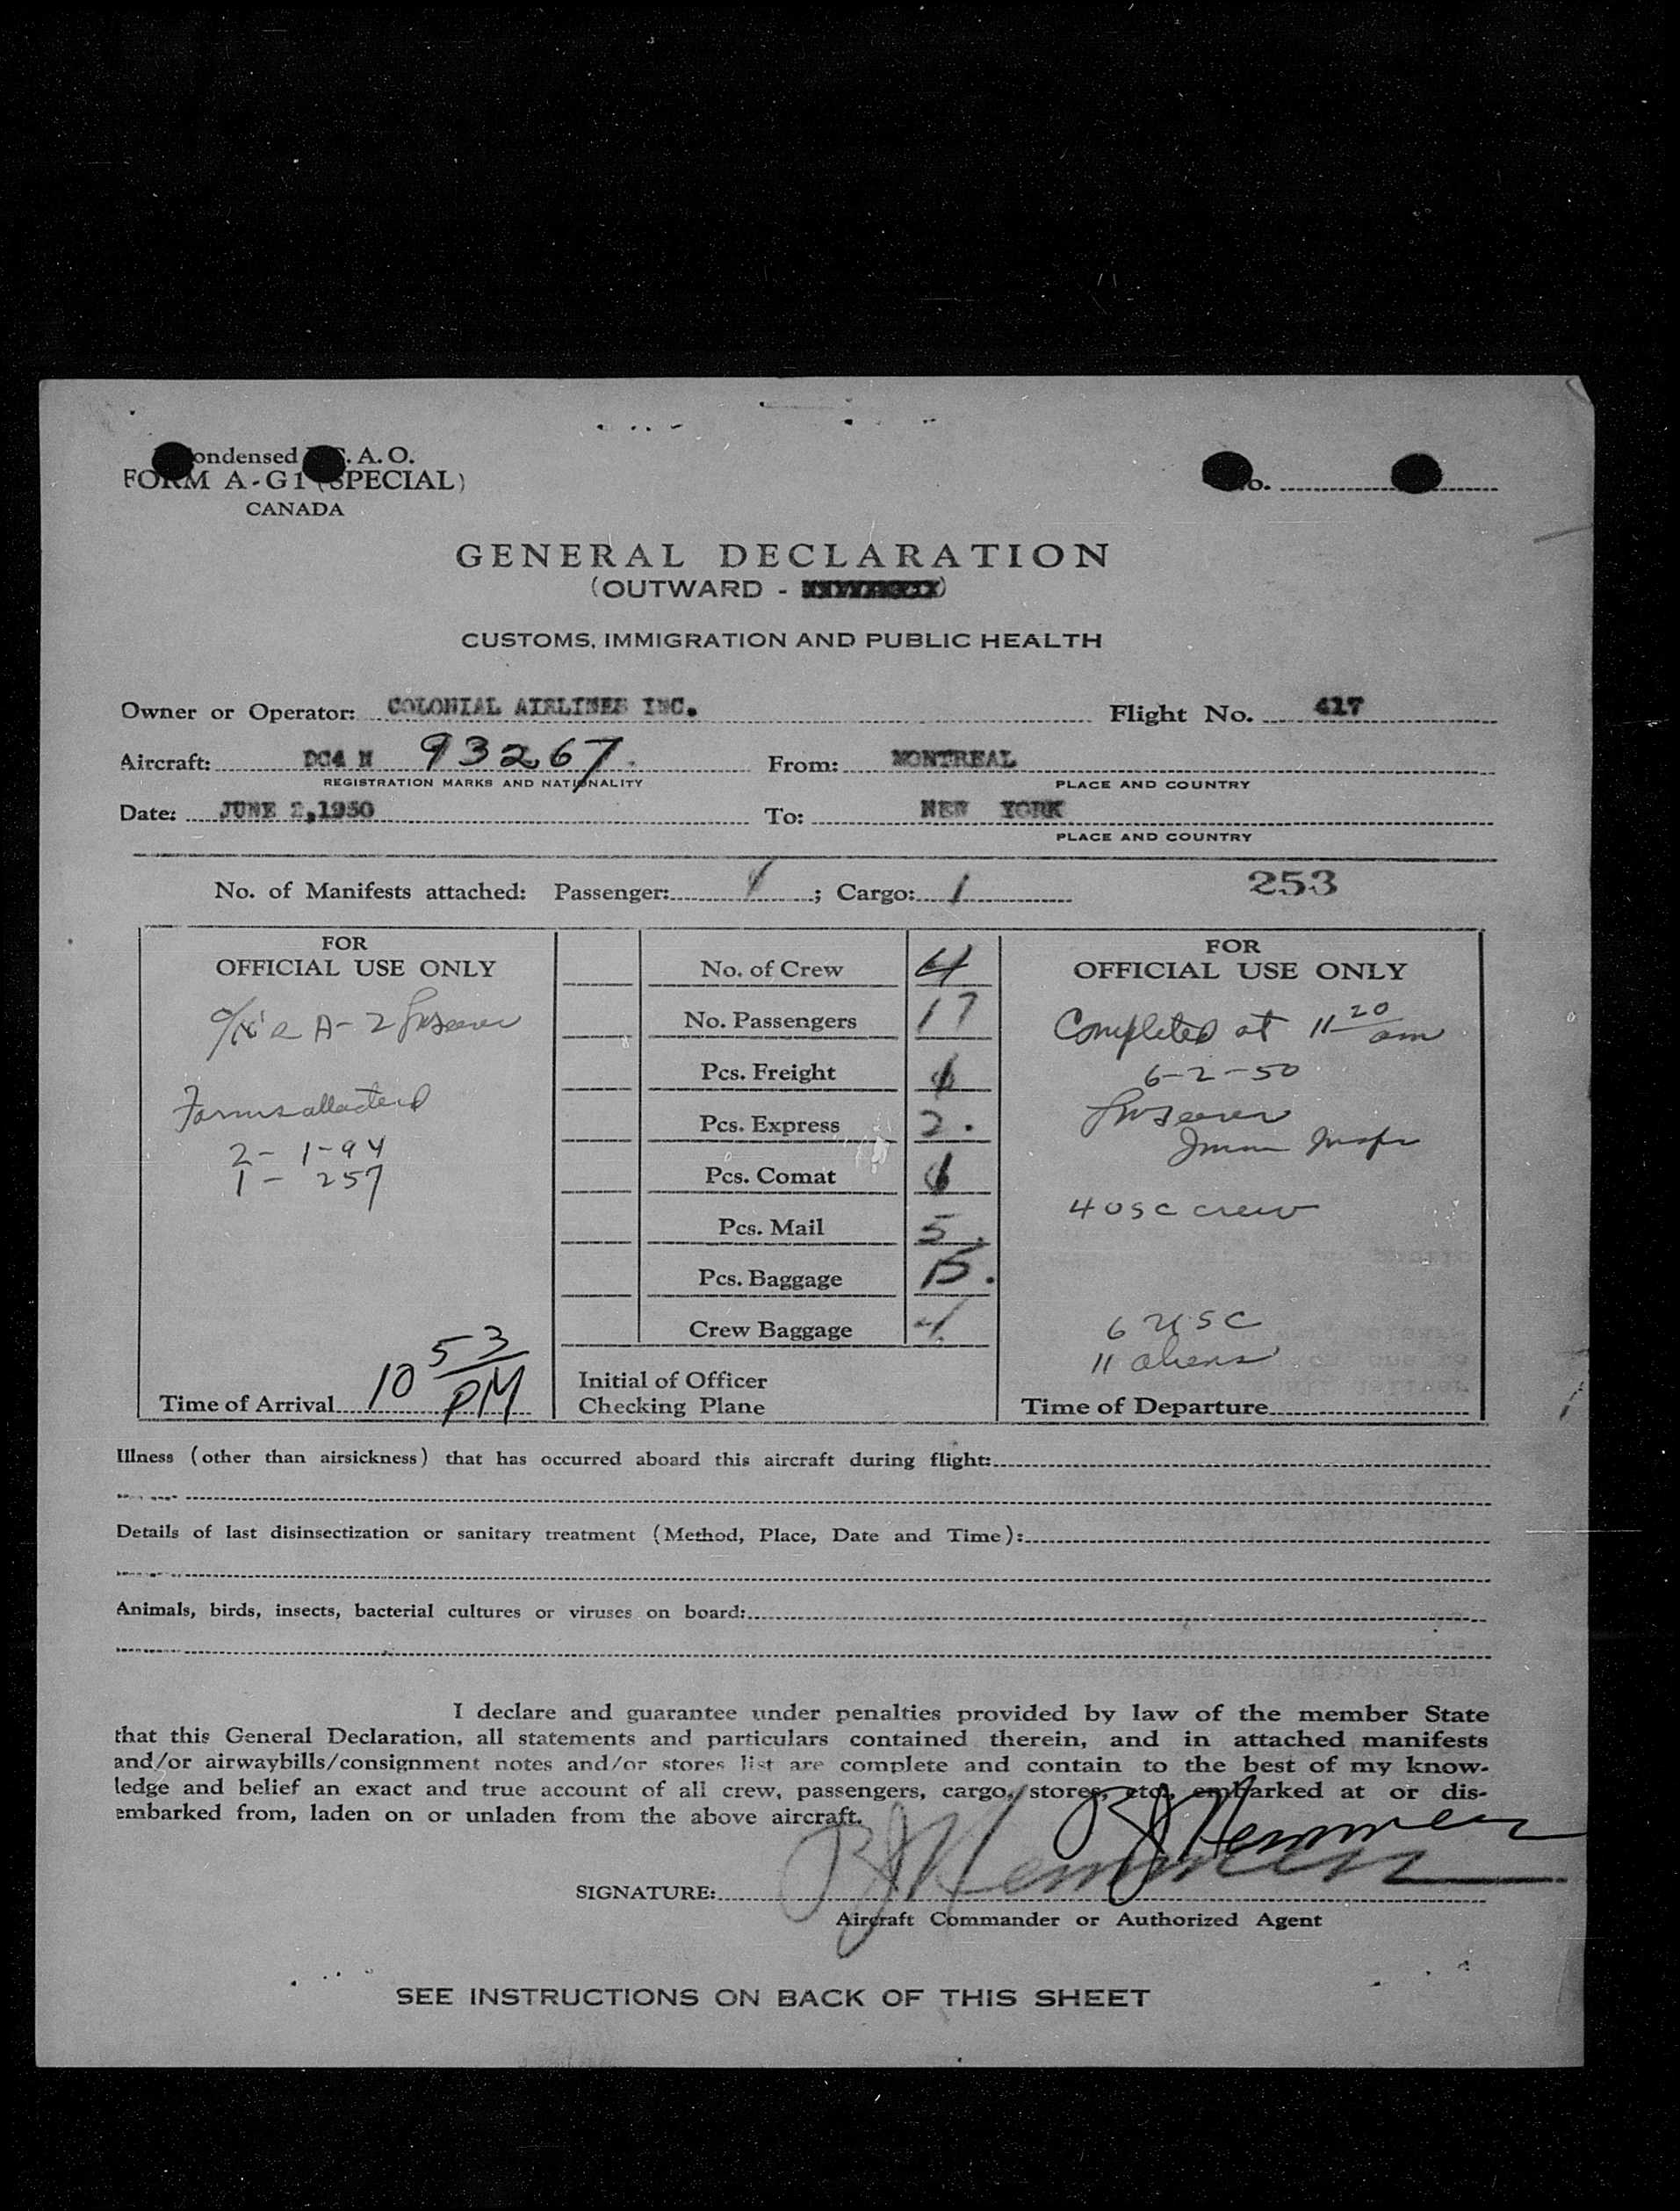 ondensed . A. O.
FORM A-G1 (SPECIAL)
CANADA
o.
GENERAL DECLARATION
(OUTWARD - )
CUSTOMS, IMMIGRATION AND PUBLIC HEALTH
Owner or Operator: COLONIAL AIRLINES INC. Flight No. 417
Aircraft: DC4 N 93267. From: MONTREAL
REGISTRATION MARKS AND NATIONALITY PLACE AND COUNTRY
Date: JUNE 2,1950 To: NEW YORK
PLACE AND COUNTRY
No. of Manifests attached: Passenger: 1 ; Cargo: 1 253
FOR
OFFICIAL USE ONLY
A-2
Forms
2- 1-94
1- 257
10 53 PM
Time of Arrival
No. of Crew 4
No. Passengers 17
Pcs. Freight
Pcs. Express 2.
Pcs. Comat
Pcs. Mail 5.
Pcs. Baggage 15.
Crew Baggage 4
Initial of Officer
Checking Plane
FOR
OFFICIAL USE ONLY
Completed at 11 20 am
6-2-50
Imm Inspr
4 USC crew
6 USC
11 aliens
Time of Departure
Illness (other than airsickness) that has occurred aboard this aircraft during flight:
Details of last disinsectization or sanitary treatment (Method, Place, Date and Time):
Animals, birds, insects, bacterial cultures or viruses on board:
I declare and guarantee under penalties provided by law of the member State
that this General Declaration, all statements and particulars contained therein, and in attached manifests
and/or airwaybills/consignment notes and/or stores list are complete and contain to the best of my know-
ledge and belief an exact and true account of all crew, passengers, cargo, stores, etc., embarked at or dis-
embarked from, laden on or unladen from the above aircraft.
SIGNATURE:
Aircraft Commander or Authorized Agent
SEE INSTRUCTIONS ON BACK OF THIS SHEET